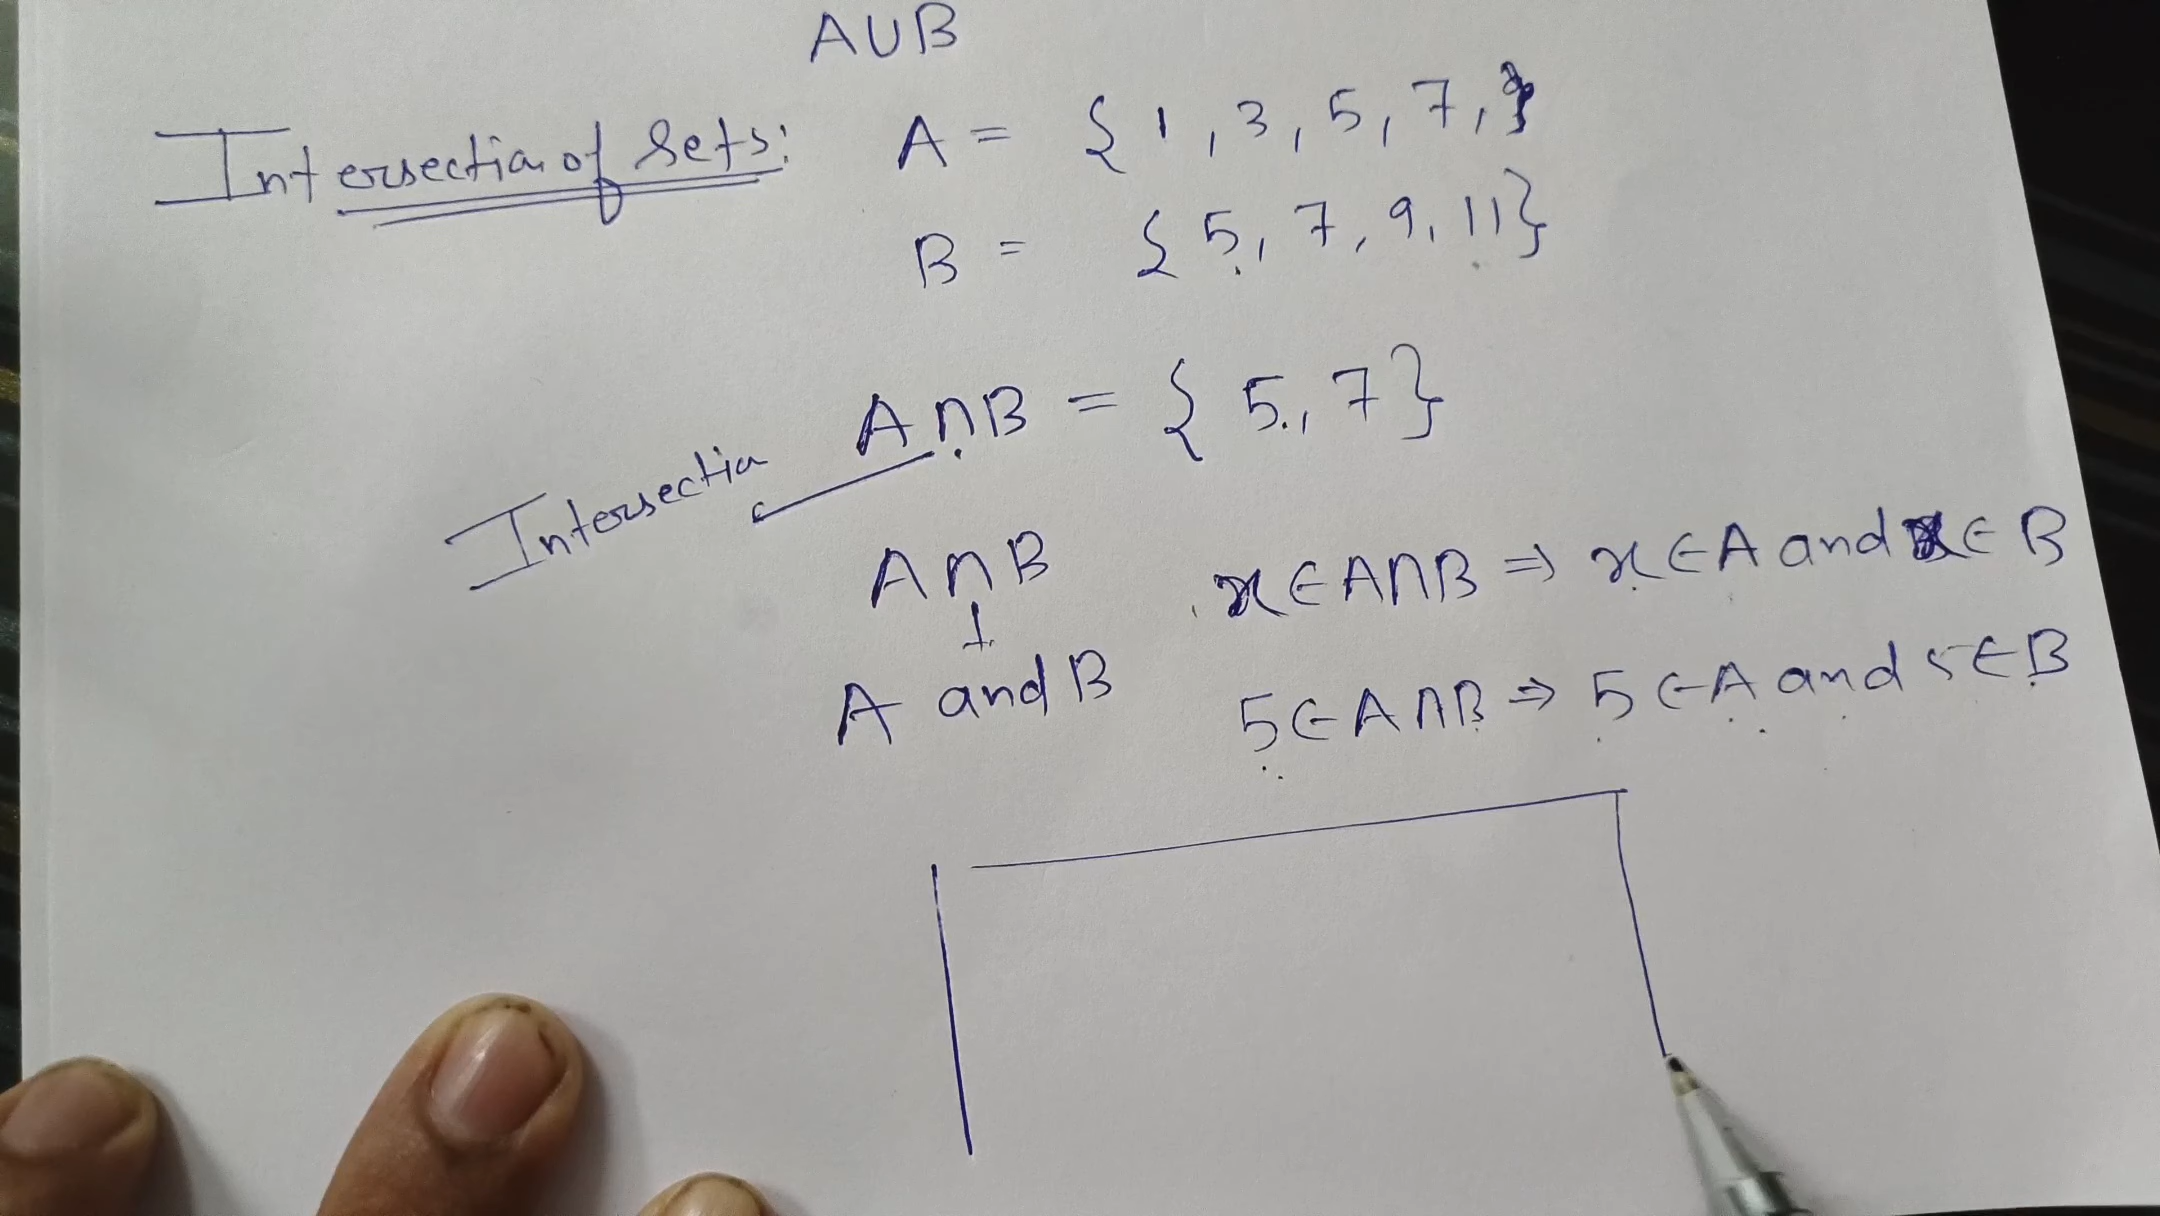 A∪B
Intersection of Sets:
A = {1, 3, 5, 7, }
B = {5, 7, 9, 11}
A∩B = {5, 7}
Intersection
A∩B
x∈A∩B ⇒ x∈A and x∈B
A and B
5∈A∩B ⇒ 5∈A and 5∈B